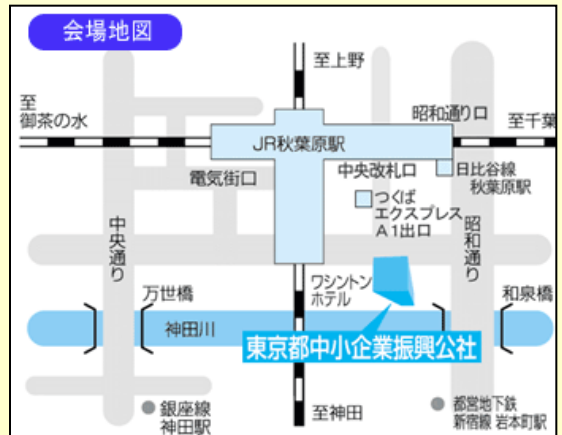 会場地図
至上野
至
御茶の水
昭和通り口
至千葉
JR秋葉原駅
電気街口
中央改札口
日比谷線
秋葉原駅
つくば
エクスプレス
A1出口
中央通り
昭和通り
ワシントン
ホテル
万世橋
和泉橋
神田川
東京都中小企業振興公社
銀座線
神田駅
至神田
都営地下鉄
新宿線 岩本町駅